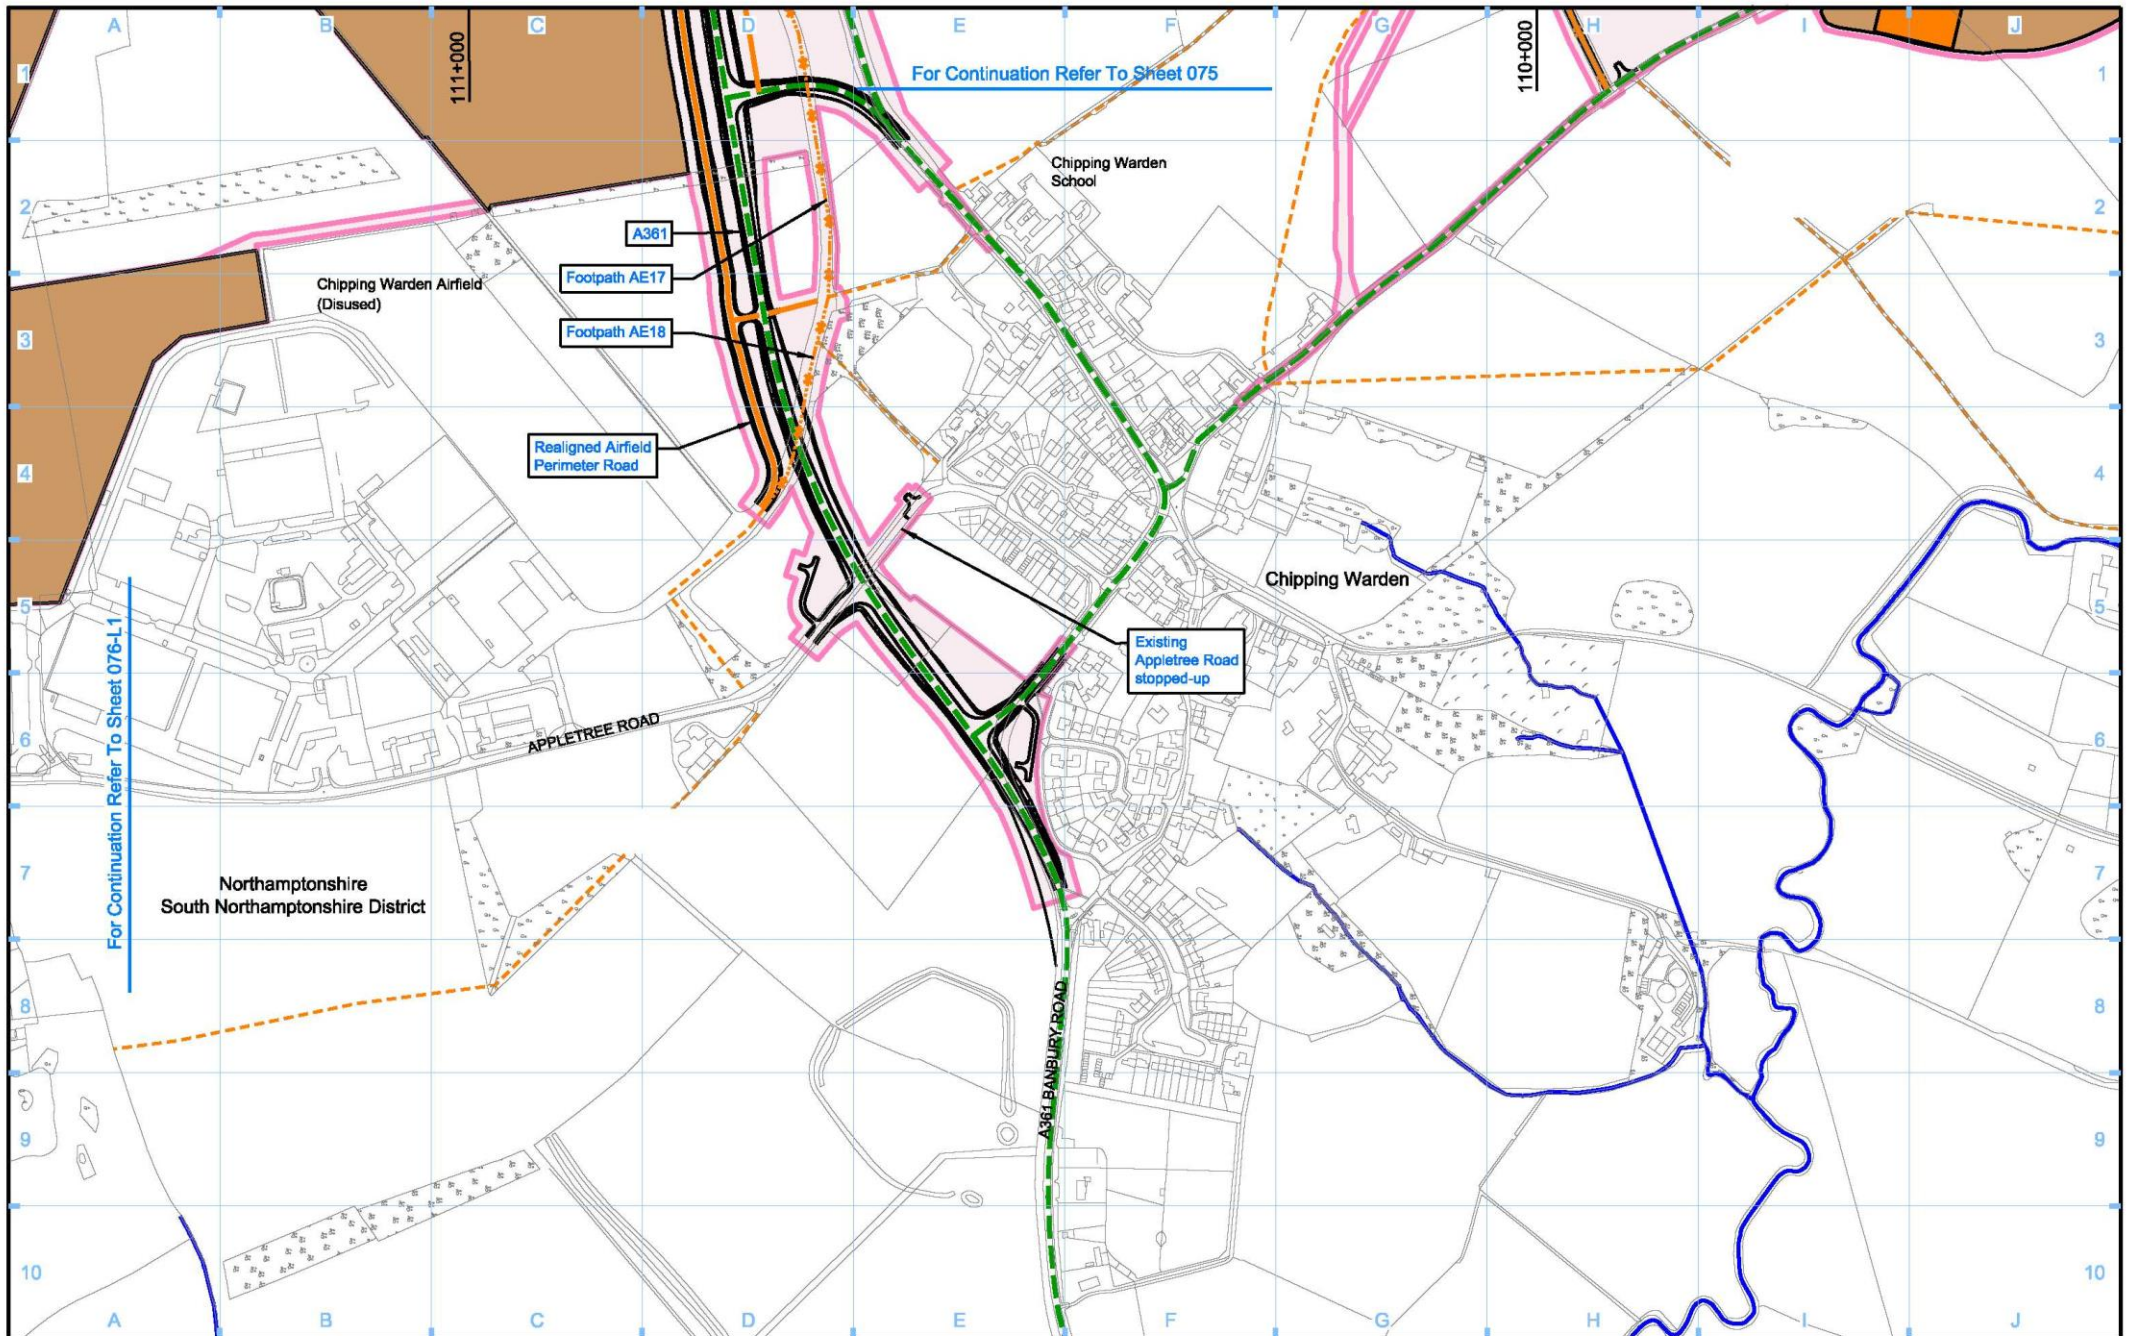 A B C D E F G H I J
111+000
110+000
1
For Continuation Refer To Sheet 075
1
Chipping Warden
School
2
2
A361
Footpath AE17
Chipping Warden Airfield
(Disused)
Footpath AE18
3
3
Realigned Airfield
Perimeter Road
4
4
Chipping Warden
5
5
Existing
Appletree Road
stopped-up
For Continuation Refer To Sheet 076-L1
APPLETREE ROAD
6
6
7
7
Northamptonshire
South Northamptonshire District
8
8
A361 BANBURY ROAD
9
9
10
10
A B C D E F G H I J